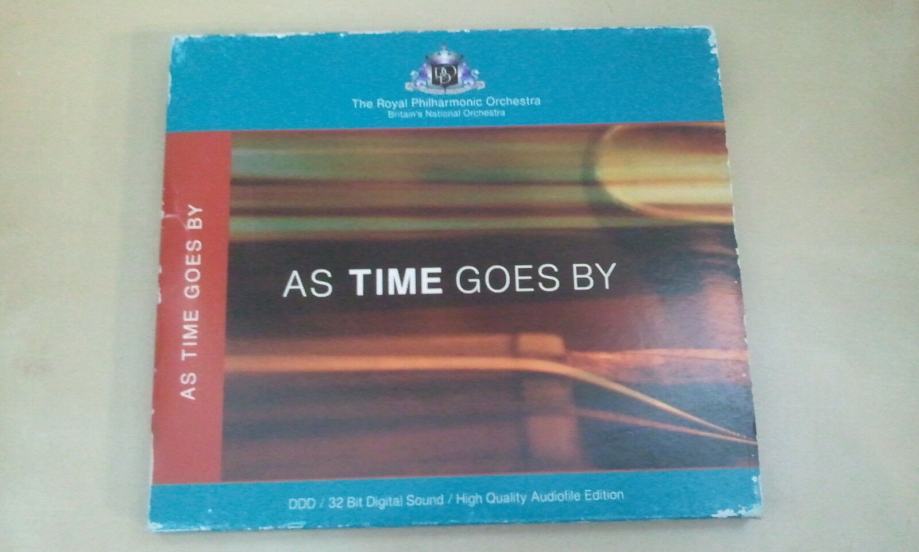 The Royal Philharmonic Orchestra
Britain's National Orchestra
AS TIME GOES BY
AS TIME GOES BY
DDD / 32 Bit Digital Sound / High Quality Audiofile Edition